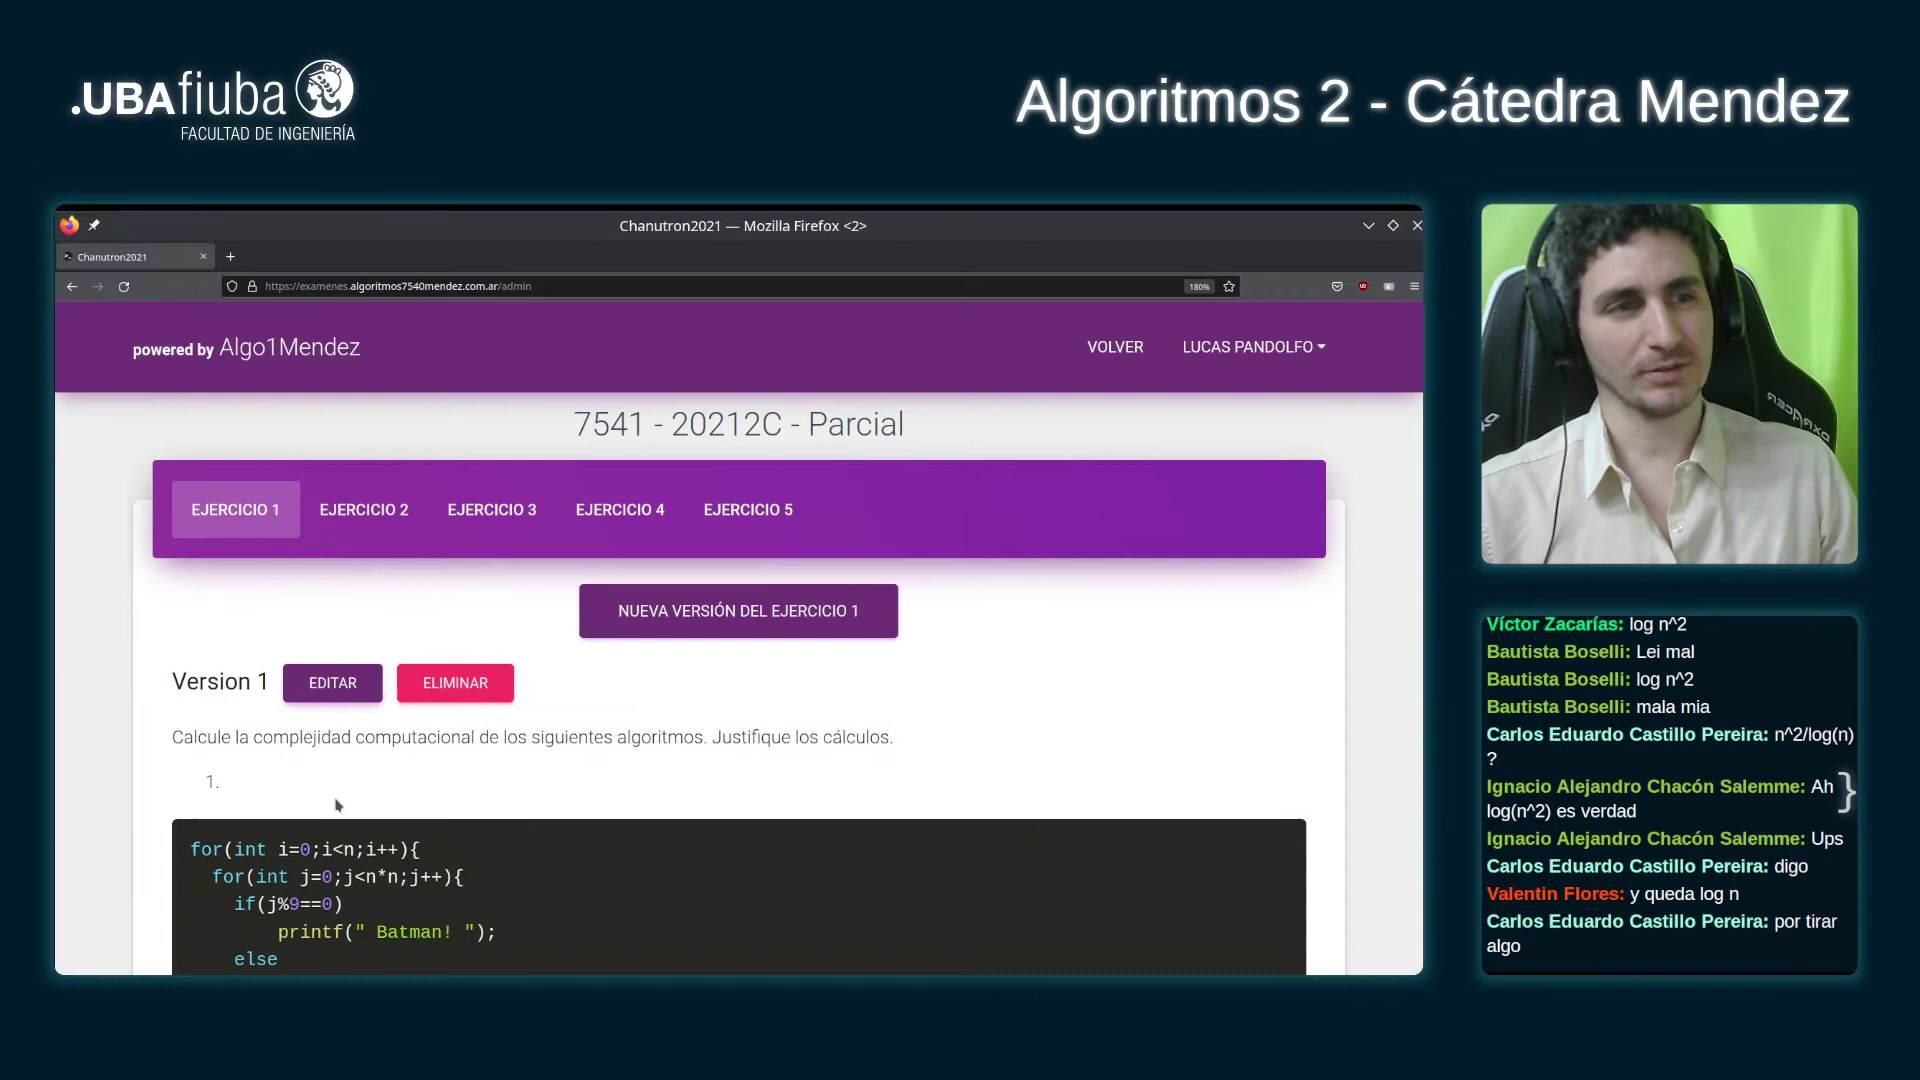 .UBAfiuba
FACULTAD DE INGENIERÍA
Algoritmos 2 - Cátedra Mendez
Chanutron2021 — Mozilla Firefox <2>
Chanutron2021
https://examenes.algoritmos7540mendez.com.ar/admin
180%
powered by Algo1Mendez
VOLVER
LUCAS PANDOLFO
7541 - 20212C - Parcial
EJERCICIO 1
EJERCICIO 2
EJERCICIO 3
EJERCICIO 4
EJERCICIO 5
NUEVA VERSIÓN DEL EJERCICIO 1
Version 1
EDITAR
ELIMINAR
Calcule la complejidad computacional de los siguientes algoritmos. Justifique los cálculos.
1.
for(int i=0;i<n;i++){
for(int j=0;j<n*n;j++){
if(j%9==0)
printf(" Batman! ");
else
Víctor Zacarías: log n^2
Bautista Boselli: Lei mal
Bautista Boselli: log n^2
Bautista Boselli: mala mia
Carlos Eduardo Castillo Pereira: n^2/log(n)
?
Ignacio Alejandro Chacón Salemme: Ah
log(n^2) es verdad
}
Ignacio Alejandro Chacón Salemme: Ups
Carlos Eduardo Castillo Pereira: digo
Valentin Flores: y queda log n
Carlos Eduardo Castillo Pereira: por tirar
algo